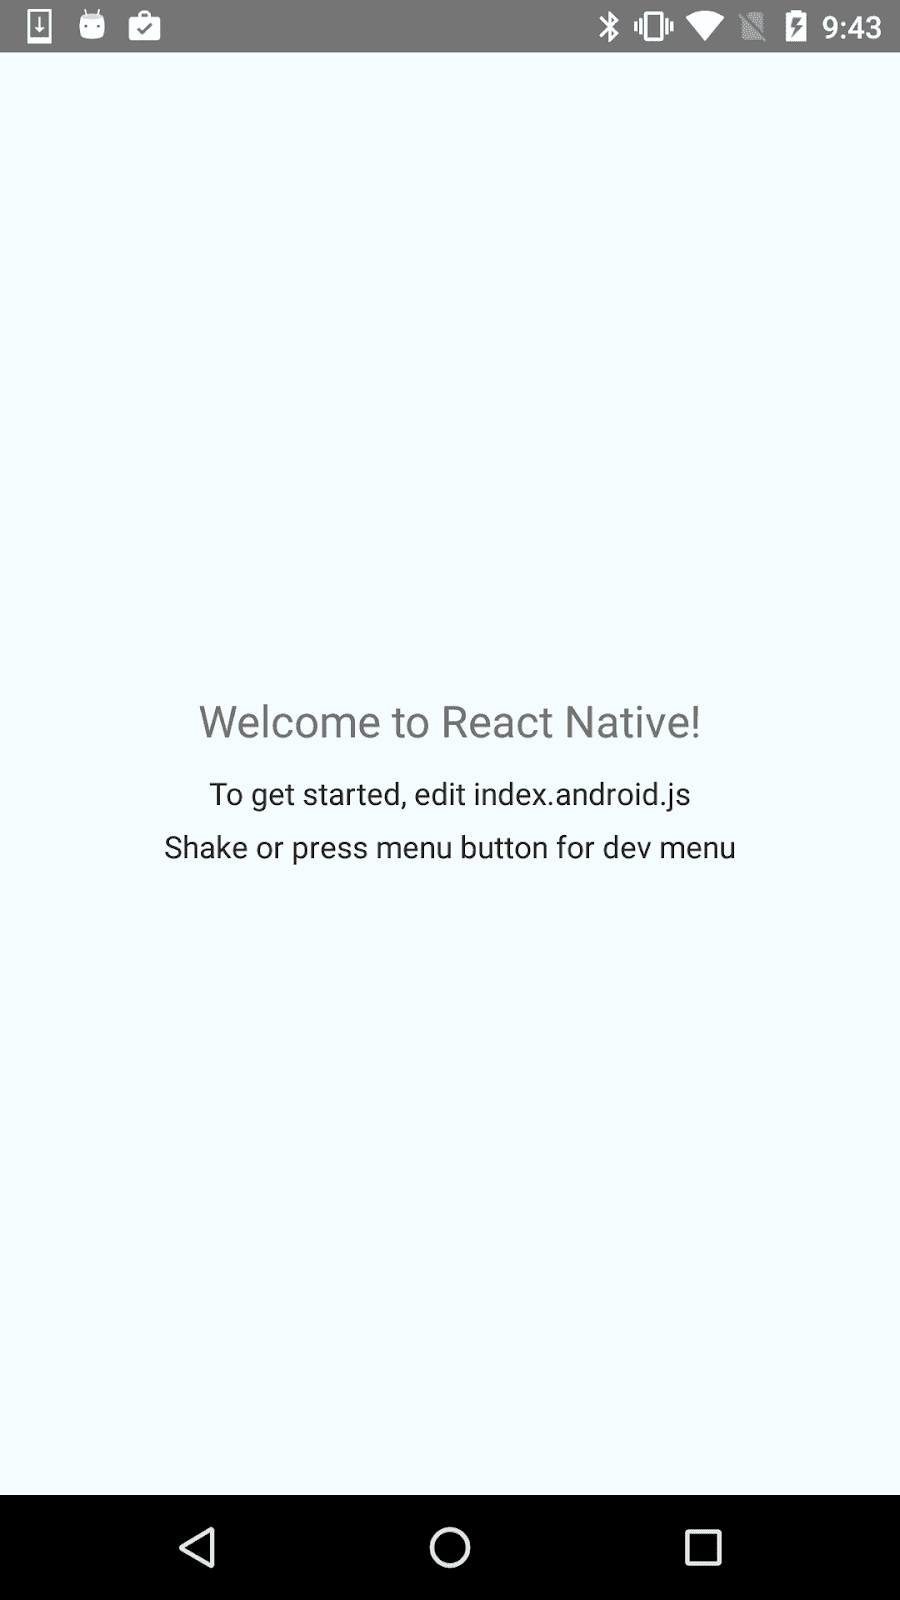 9:43
Welcome to React Native!
To get started, edit index.android.js
Shake or press menu button for dev menu